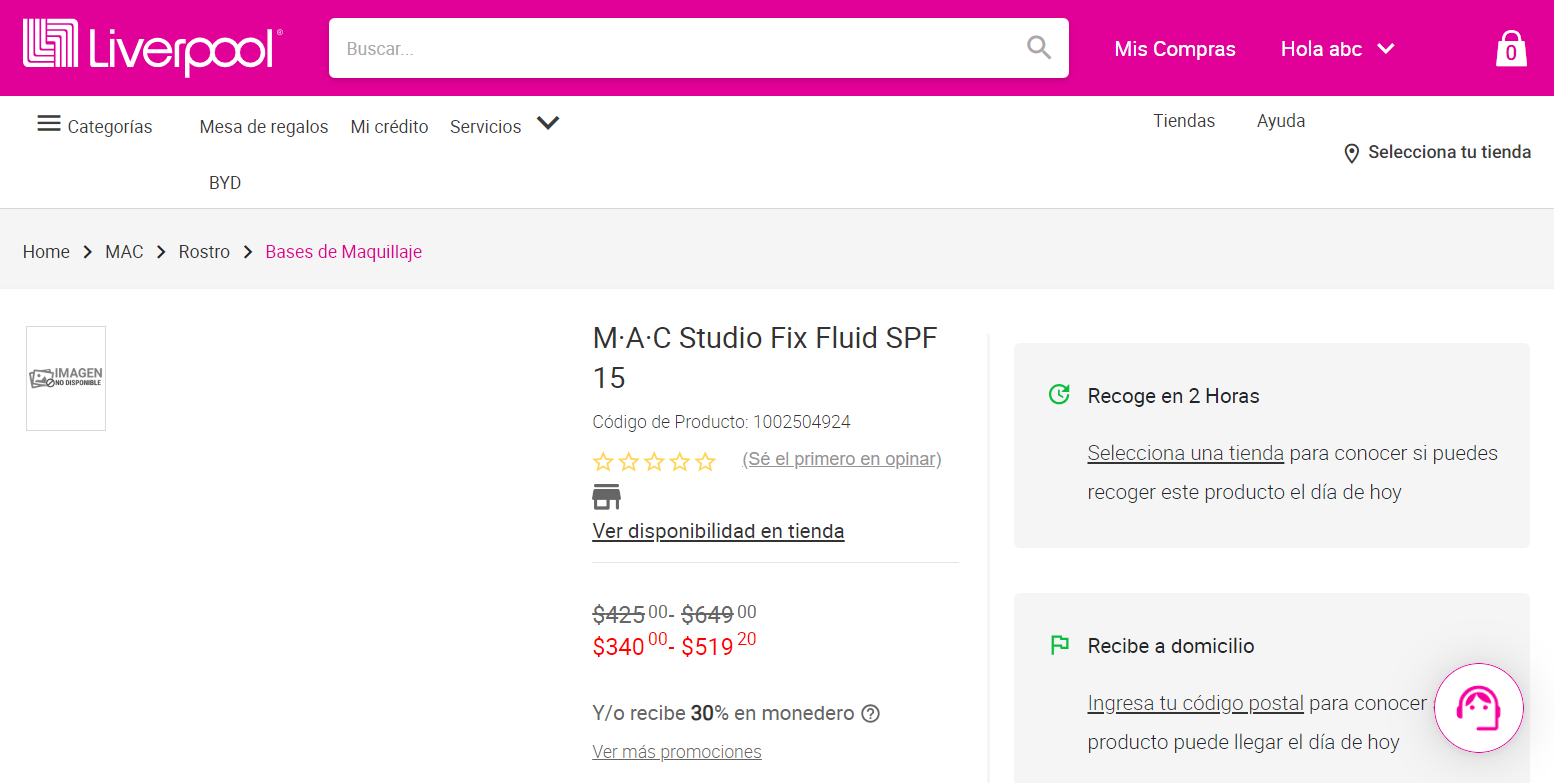 Liverpool®
Buscar...
Mis Compras
Hola abc
0
Categorías
Mesa de regalos
Mi crédito
Servicios
Tiendas
Ayuda
Selecciona tu tienda
BYD
Home
MAC
Rostro
Bases de Maquillaje
IMAGEN
NO DISPONIBLE
M·A·C Studio Fix Fluid SPF
15
Código de Producto: 1002504924
(Sé el primero en opinar)
Ver disponibilidad en tienda
$425 00- $649 00
$340 00- $519 20
Y/o recibe 30% en monedero ?
Ver más promociones
Recoge en 2 Horas
Selecciona una tienda para conocer si puedes
recoger este producto el día de hoy
Recibe a domicilio
Ingresa tu código postal para conocer
producto puede llegar el día de hoy